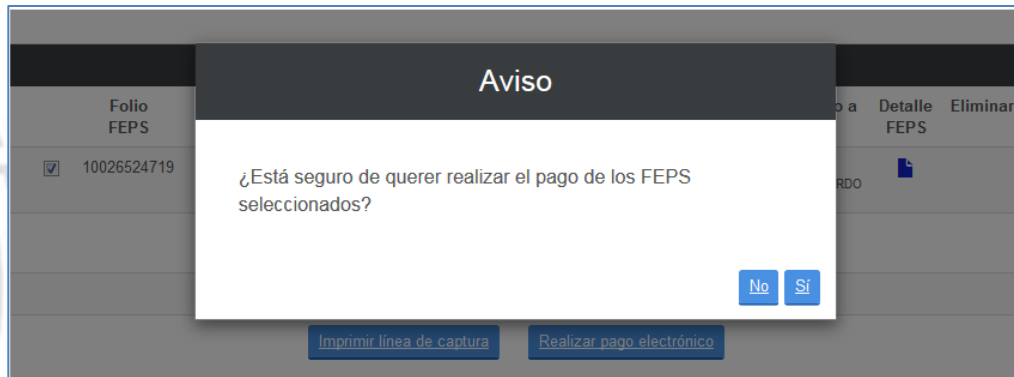 Aviso
Folio
FEPS
o a
Detalle
FEPS
Eliminar
10026524719
RDO
¿Está seguro de querer realizar el pago de los FEPS
seleccionados?
No
Sí
Imprimir línea de captura
Realizar pago electrónico